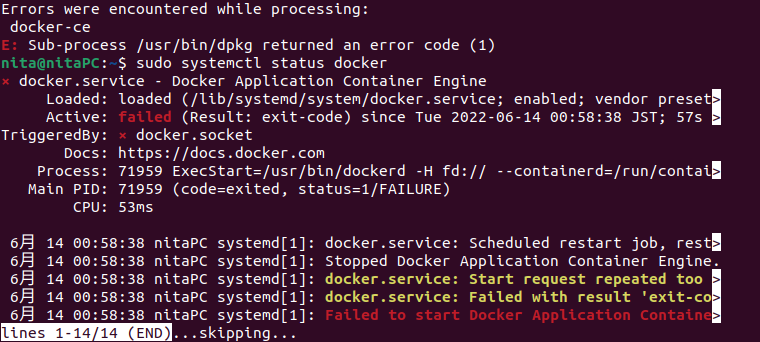 Errors were encountered while processing:
 docker-ce
E: Sub-process /usr/bin/dpkg returned an error code (1)
nita@nitaPC:~$ sudo systemctl status docker
× docker.service - Docker Application Container Engine
     Loaded: loaded (/lib/systemd/system/docker.service; enabled; vendor preset>
     Active: failed (Result: exit-code) since Tue 2022-06-14 00:58:38 JST; 57s >
TriggeredBy: × docker.socket
       Docs: https://docs.docker.com
    Process: 71959 ExecStart=/usr/bin/dockerd -H fd:// --containerd=/run/contai>
   Main PID: 71959 (code=exited, status=1/FAILURE)
        CPU: 53ms
 6月 14 00:58:38 nitaPC systemd[1]: docker.service: Scheduled restart job, rest>
 6月 14 00:58:38 nitaPC systemd[1]: Stopped Docker Application Container Engine.
 6月 14 00:58:38 nitaPC systemd[1]: docker.service: Start request repeated too >
 6月 14 00:58:38 nitaPC systemd[1]: docker.service: Failed with result 'exit-co>
 6月 14 00:58:38 nitaPC systemd[1]: Failed to start Docker Application Containe>
lines 1-14/14 (END)...skipping...